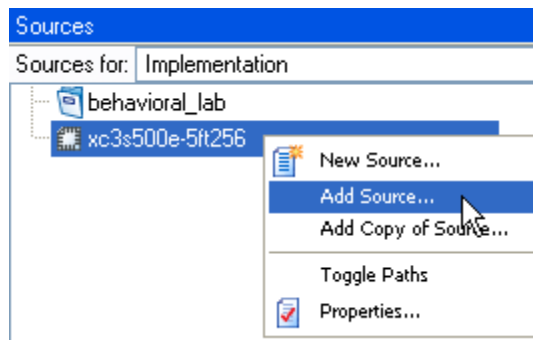 Sources
Sources for: Implementation
behavioral_lab
xc3s500e-5ft256
New Source...
Add Source...
Add Copy of Source...
Toggle Paths
Properties...